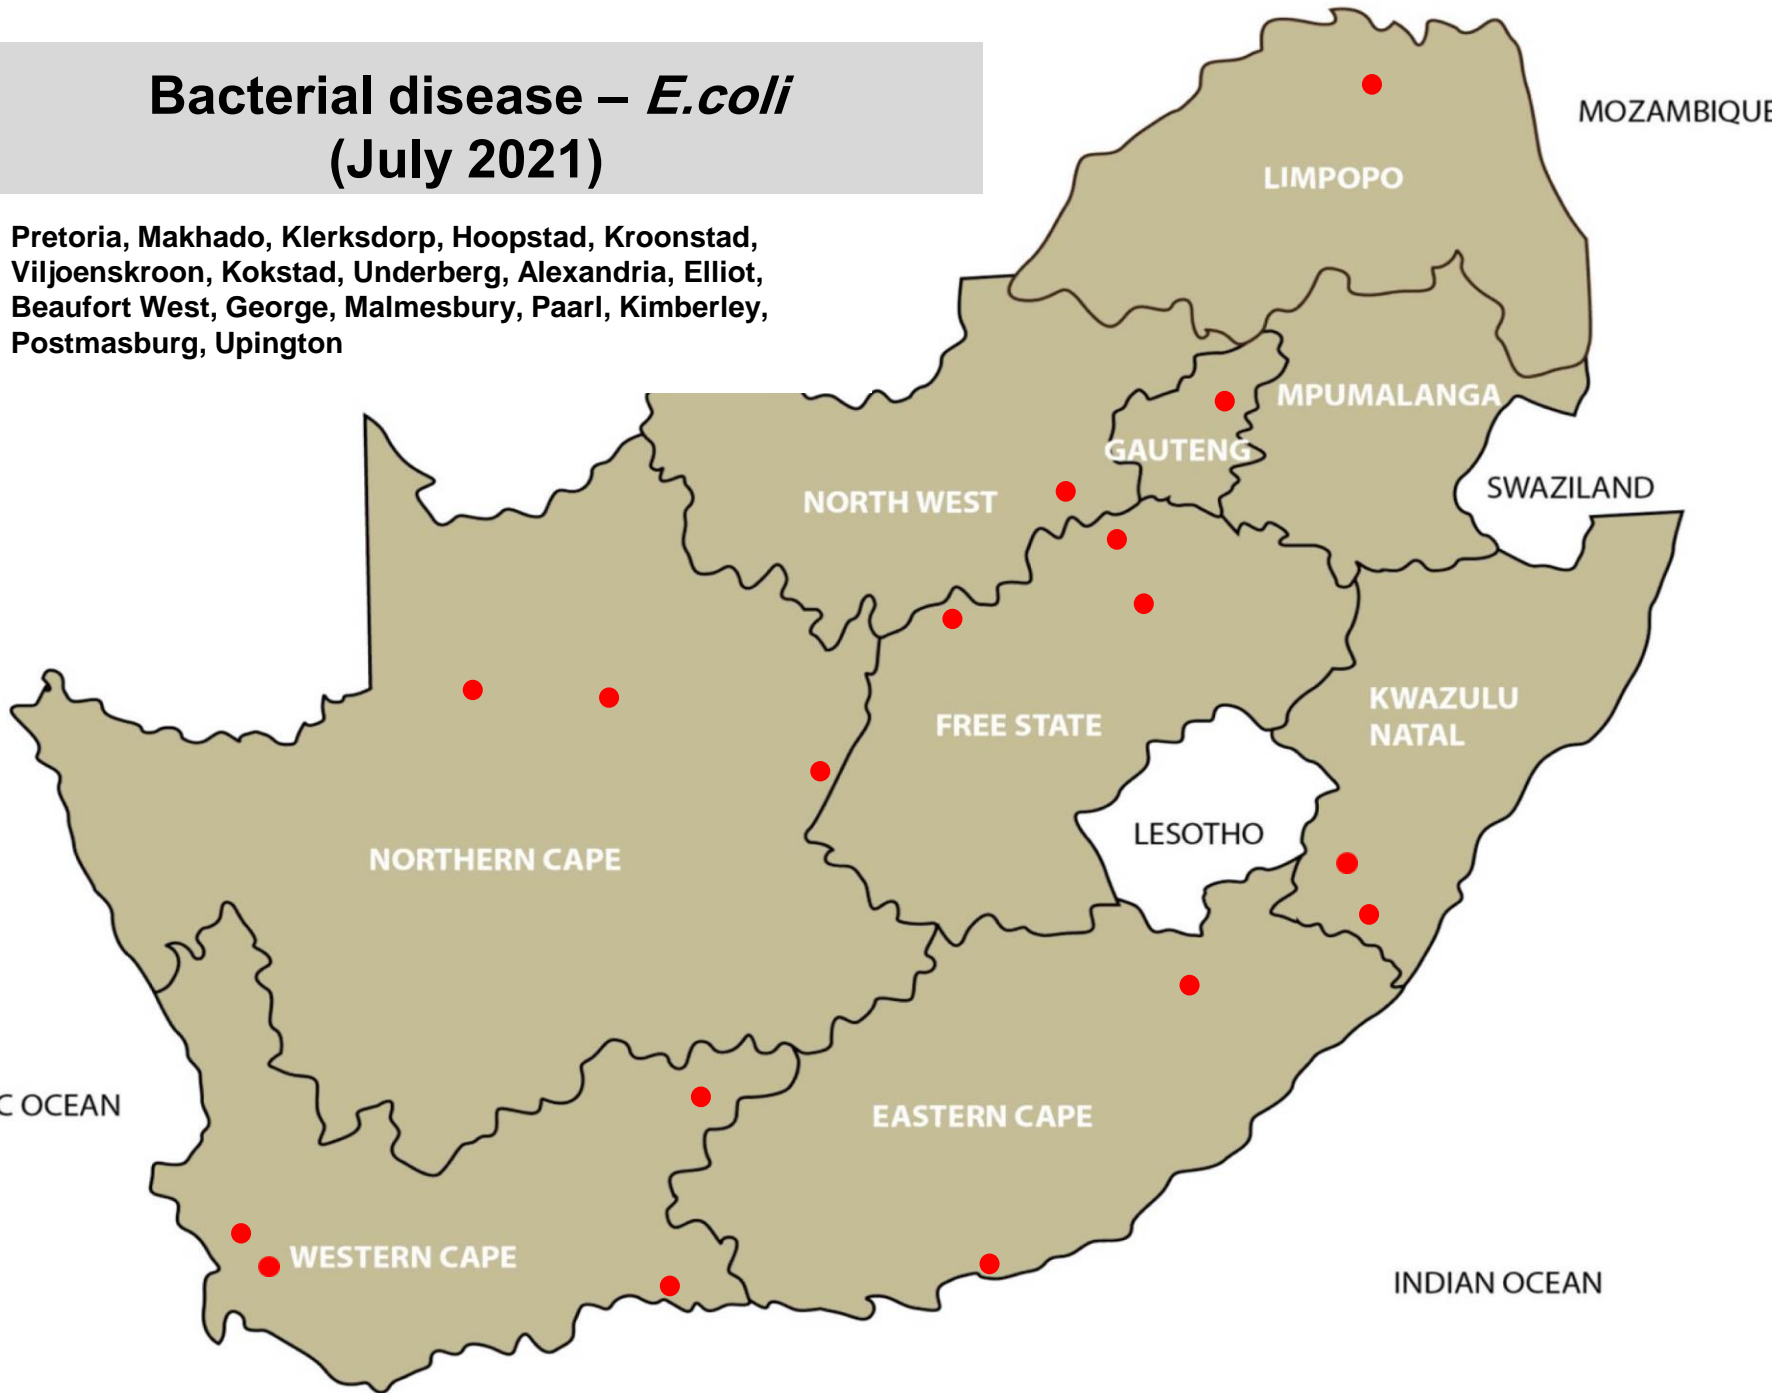 Bacterial disease – E.coli
(July 2021)
Pretoria, Makhado, Klerksdorp, Hoopstad, Kroonstad,
Viljoenskroon, Kokstad, Underberg, Alexandria, Elliot,
Beaufort West, George, Malmesbury, Paarl, Kimberley,
Postmasburg, Upington
MOZAMBIQUE
LIMPOPO
MPUMALANGA
GAUTENG
SWAZILAND
NORTH WEST
KWAZULU
NATAL
FREE STATE
LESOTHO
NORTHERN CAPE
C OCEAN
EASTERN CAPE
WESTERN CAPE
INDIAN OCEAN